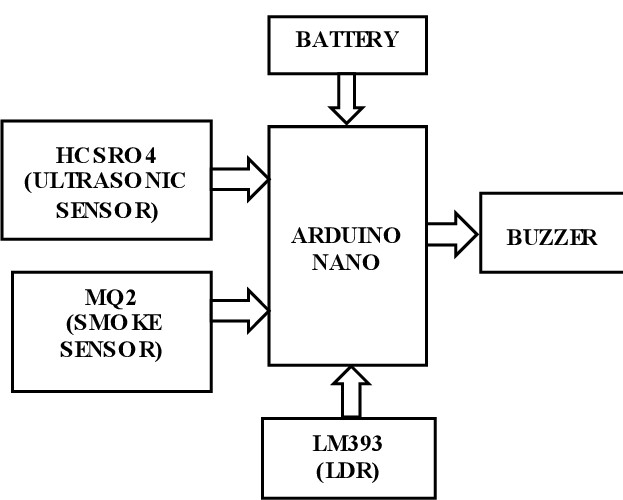 BATTERY
HCSRO4
(ULTRASONIC
SENSOR)
ARDUINO
NANO
BUZZER
MQ2
(SMOKE
SENSOR)
LM393
(LDR)